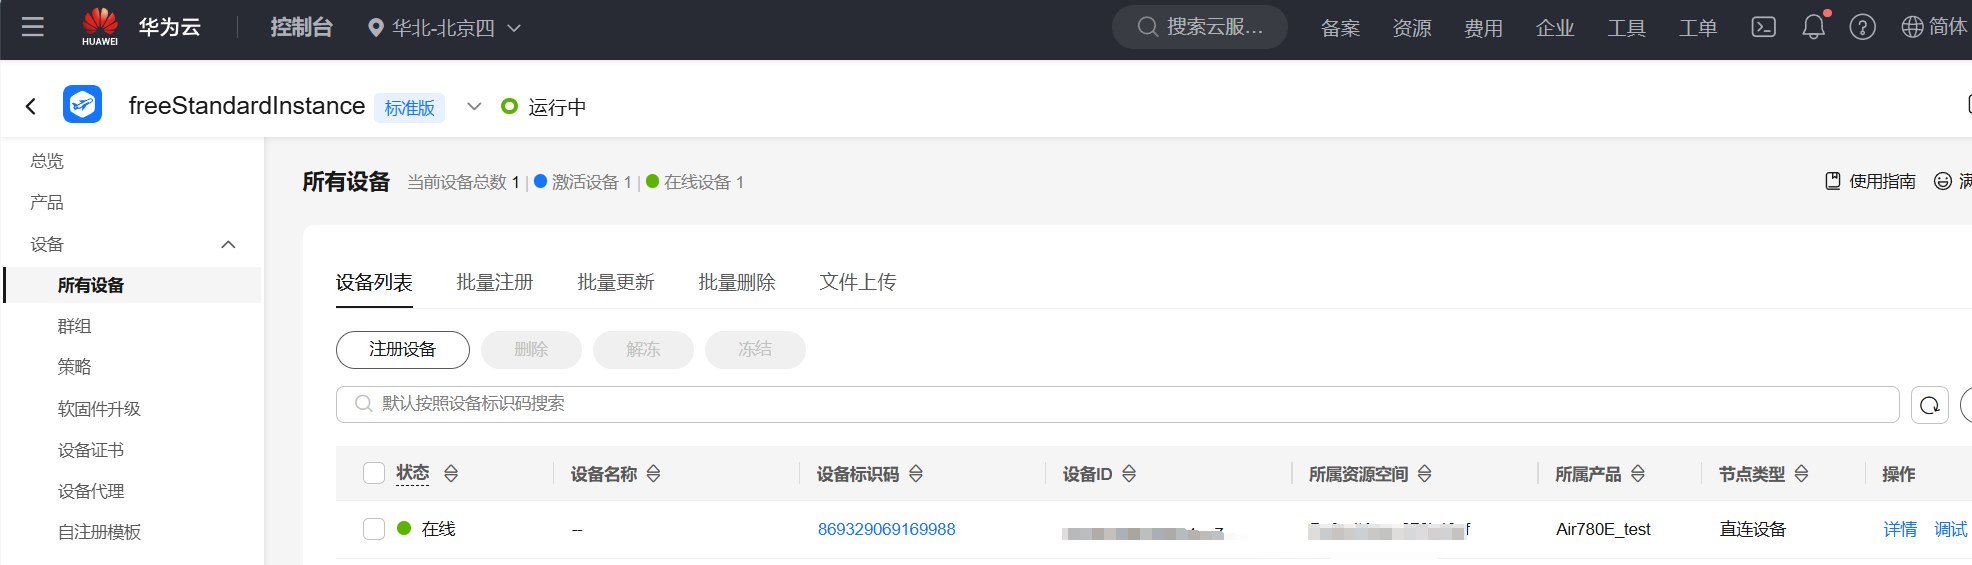 HUAWEI 华为云 控制台 华北-北京四 搜索云服... 备案 资源 费用 企业 工具 工单 简体
freeStandardInstance 标准版 运行中
总览
产品
设备
所有设备
群组
策略
软固件升级
设备证书
设备代理
自注册模板
所有设备 当前设备总数 1 | 激活设备 1 | 在线设备 1
使用指南 满
设备列表 批量注册 批量更新 批量删除 文件上传
注册设备 删除 解冻 冻结
默认按照设备标识码搜索
状态 设备名称 设备标识码 设备ID 所属资源空间 所属产品 节点类型 操作
在线 -- 869329069169988 Air780E_test 直连设备 详情 调试